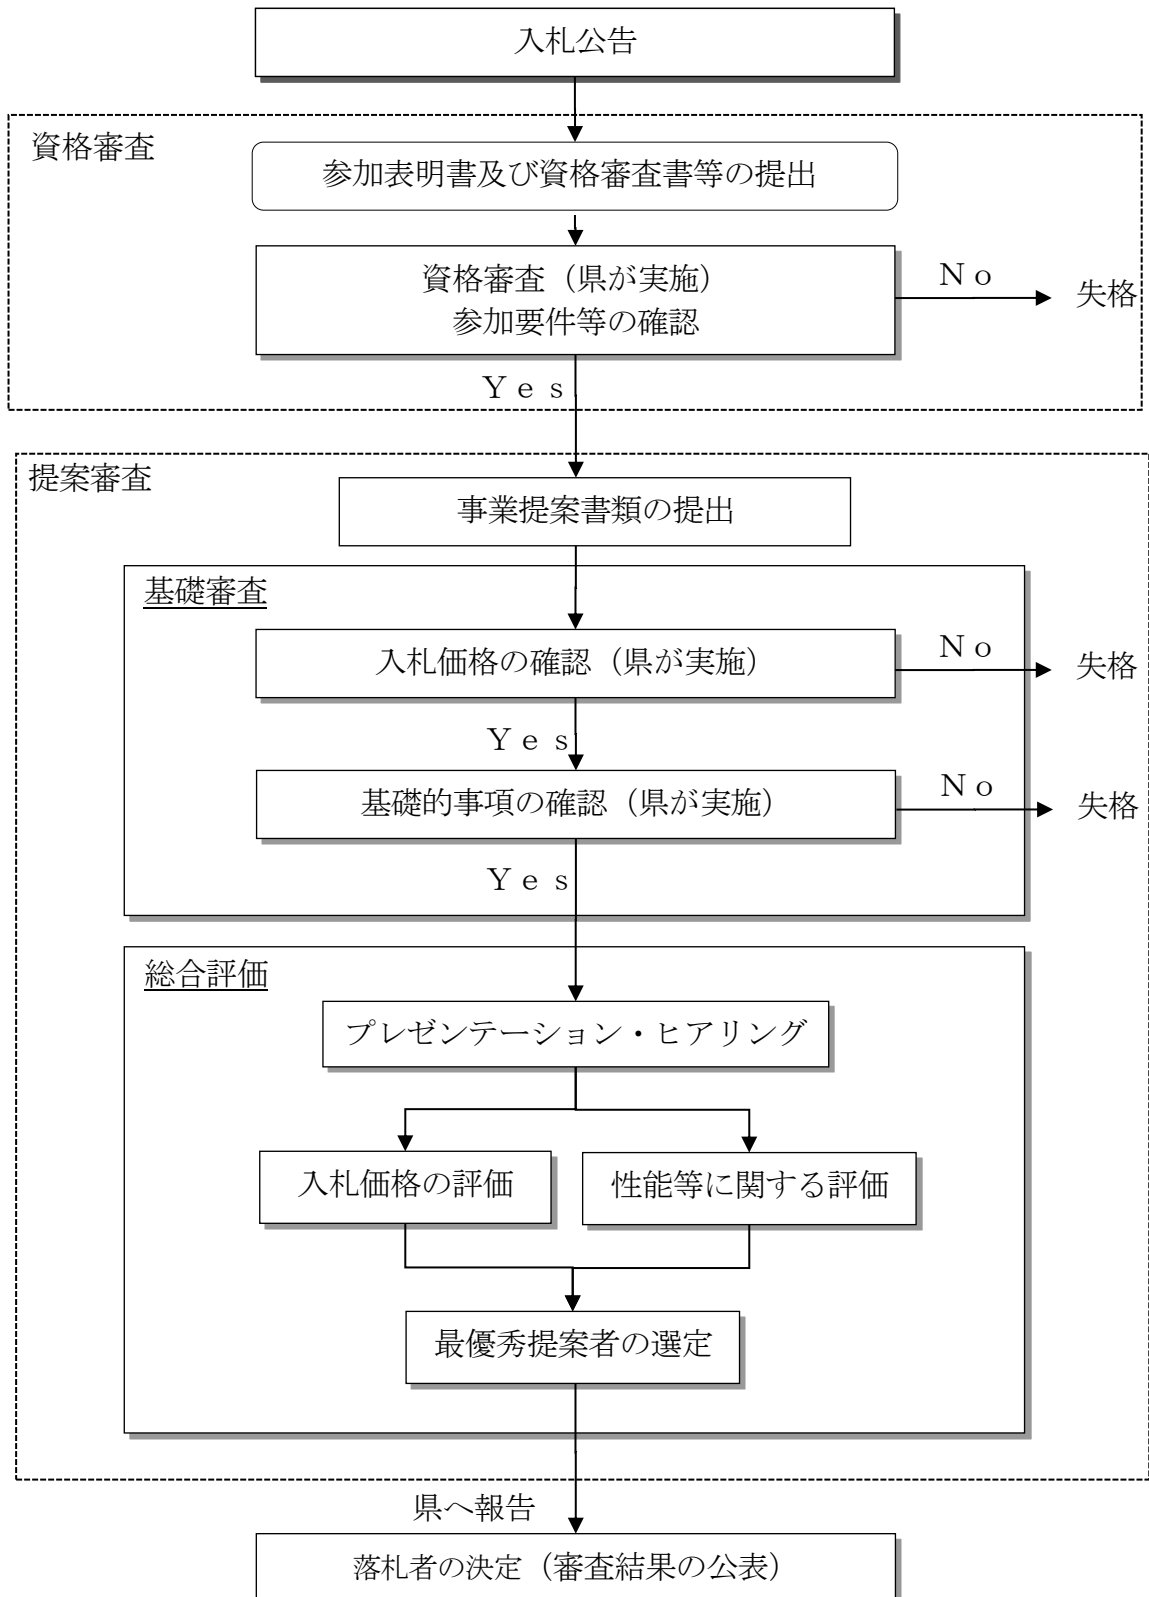 入札公告
資格審査
参加表明書及び資格審査書等の提出
資格審査（県が実施）
参加要件等の確認
Ｎｏ
失格
Ｙｅｓ
提案審査
事業提案書類の提出
基礎審査
入札価格の確認（県が実施）
Ｎｏ
失格
Ｙｅｓ
基礎的事項の確認（県が実施）
Ｎｏ
失格
Ｙｅｓ
総合評価
プレゼンテーション・ヒアリング
入札価格の評価
性能等に関する評価
最優秀提案者の選定
県へ報告
落札者の決定（審査結果の公表）